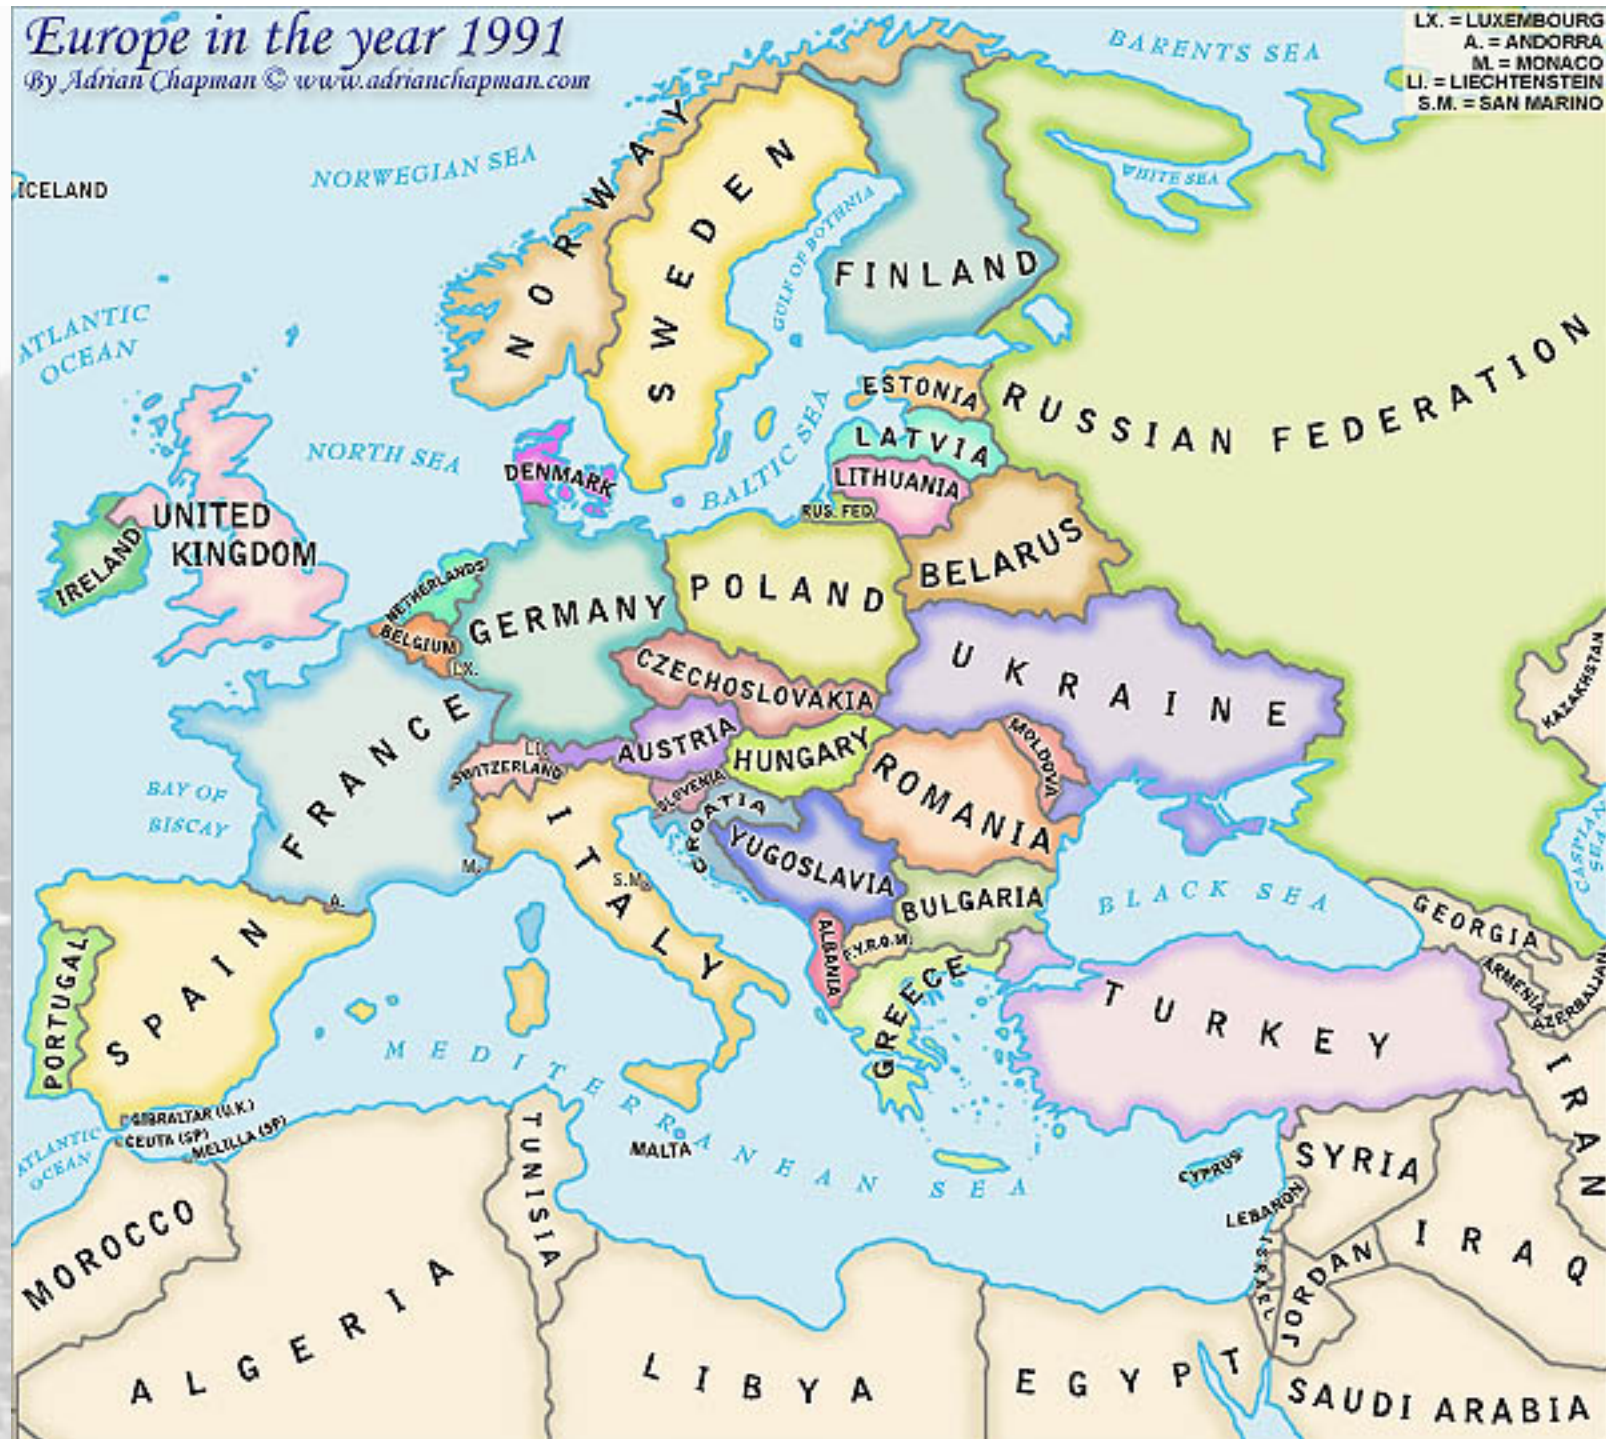 Europe in the year 1991
By Adrian Chapman © www.adrianchapman.com
LX. = LUXEMBOURG
A. = ANDORRA
M. = MONACO
LI. = LIECHTENSTEIN
S.M. = SAN MARINO
BARENTS SEA
NORWEGIAN SEA
WHITE SEA
ICELAND
NORWAY
SWEDEN
GULF OF BOTHNIA
FINLAND
ATLANTIC
OCEAN
ESTONIA
RUSSIAN FEDERATION
LATVIA
NORTH SEA
DENMARK
BALTIC SEA
LITHUANIA
RUS. FED.
UNITED
KINGDOM
IRELAND
NETHERLANDS
BELGIUM
LX.
GERMANY
POLAND
BELARUS
CZECHOSLOVAKIA
UKRAINE
KAZAKHSTAN
FRANCE
LI.
SWITZERLAND
AUSTRIA
HUNGARY
MOLDOVA
SLOVENIA
CROATIA
ROMANIA
BAY OF
BISCAY
ITALY
YUGOSLAVIA
CASPIAN
SEA
M.
S.M.
A.
BULGARIA
BLACK SEA
GEORGIA
PORTUGAL
SPAIN
ALBANIA
F.Y.R.O.M.
GREECE
ARMENIA
AZERBAIJAN
AZERBAIJAN
TURKEY
IRAN
MEDITERRANEAN SEA
GIBRALTAR (U.K.)
CEUTA (SP)
MELILLA (SP)
ATLANTIC
OCEAN
MALTA
CYPRUS
SYRIA
LEBANON
ISRAEL
JORDAN
IRAQ
MOROCCO
ALGERIA
TUNISIA
LIBYA
EGYPT
SAUDI ARABIA